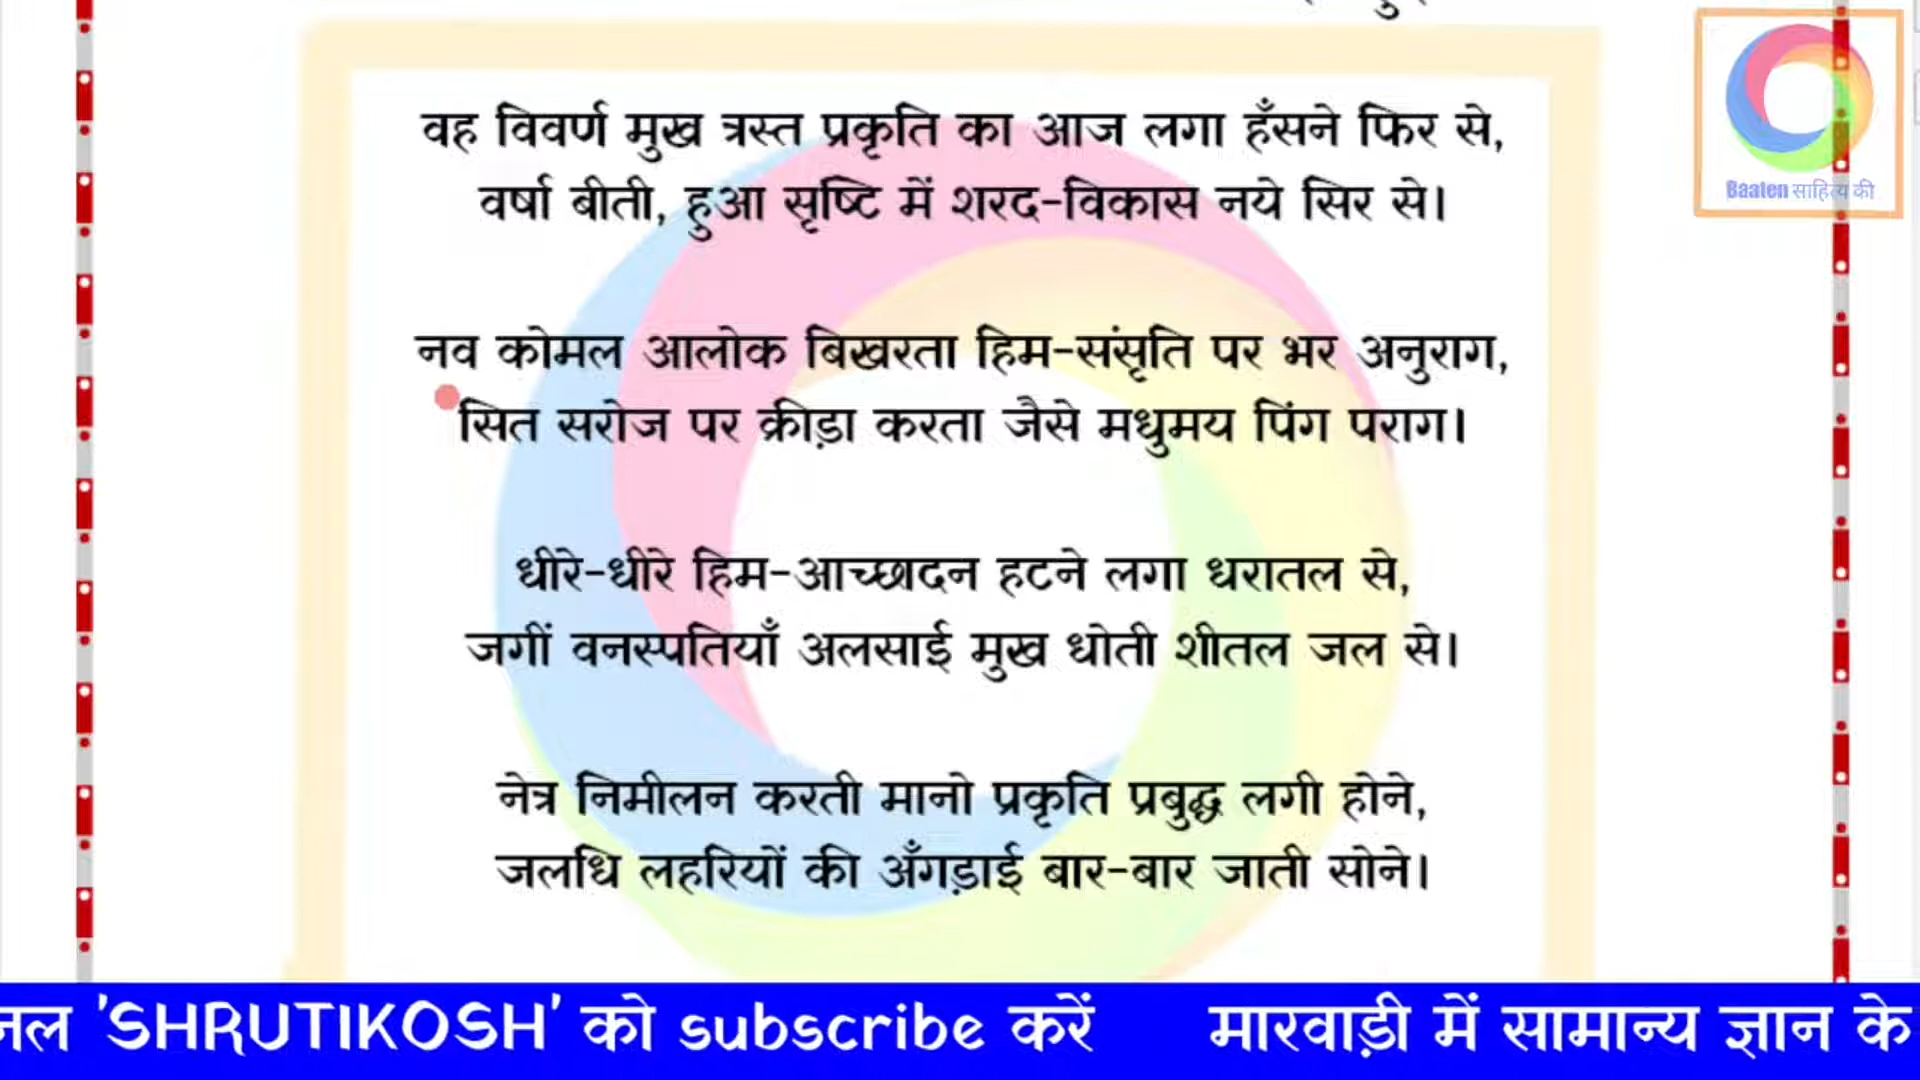 Baaten साहित्य की
वह विवर्ण मुख त्रस्त प्रकृति का आज लगा हँसने फिर से,
वर्षा बीती, हुआ सृष्टि में शरद-विकास नये सिर से।
नव कोमल आलोक बिखरता हिम-संसृति पर भर अनुराग,
सित सरोज पर क्रीड़ा करता जैसे मधुमय पिंग पराग।
धीरे-धीरे हिम-आच्छादन हटने लगा धरातल से,
जगीं वनस्पतियाँ अलसाई मुख धोती शीतल जल से।
नेत्र निमीलन करती मानो प्रकृति प्रबुद्ध लगी होने,
जलधि लहरियों की अँगड़ाई बार-बार जाती सोने।
'SHRUTIKOSH' को subscribe करें मारवाड़ी में सामान्य ज्ञान के